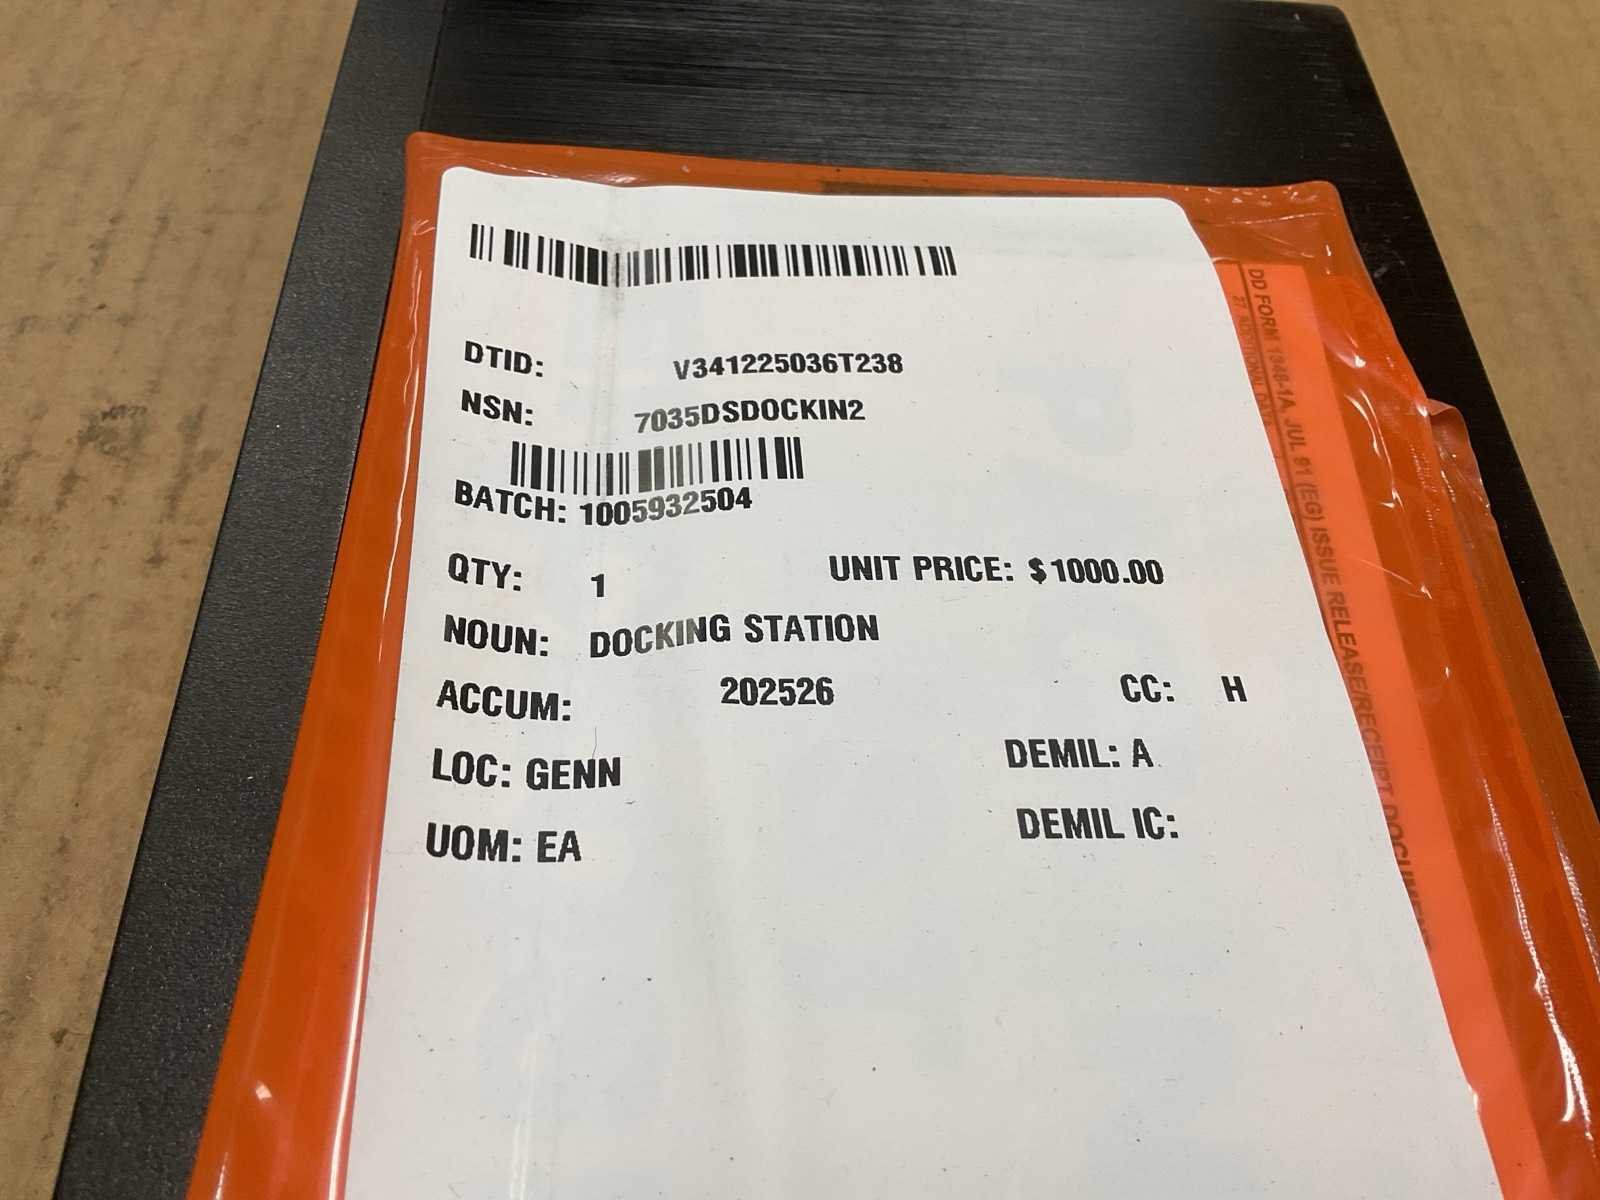 DTID: V341225036T238
NSN: 7035DSDOCKIN2
BATCH: 1005932504
QTY: 1 UNIT PRICE: $1000.00
NOUN: DOCKING STATION
ACCUM: 202526 CC: H
LOC: GENN DEMIL: A
UOM: EA DEMIL IC:
DD FORM 1348-1A, JUL 91 (EG) ISSUE RELEASE/RECEIPT DOCUMENT